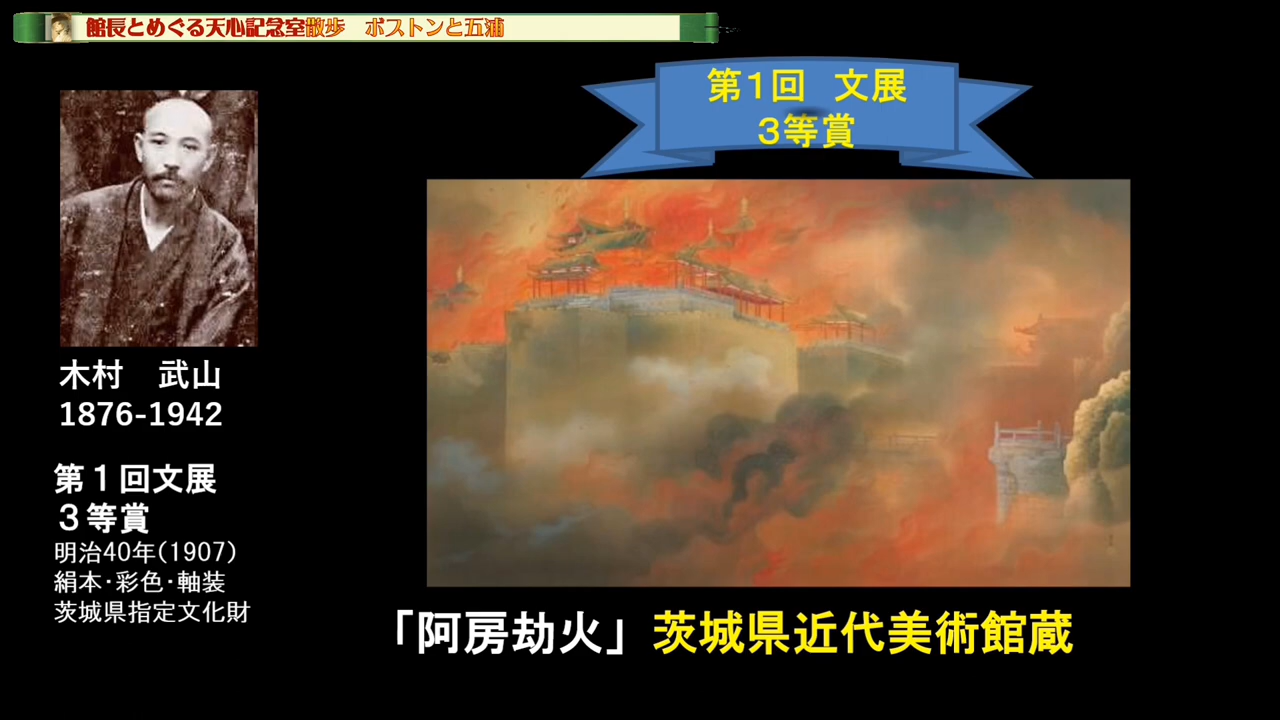 館長とめぐる天心記念室散歩　ボストンと五浦
第１回　文展
３等賞
木村　武山
1876-1942
第１回文展
３等賞
明治40年(1907)
絹本･彩色･軸装
茨城県指定文化財
「阿房劫火」茨城県近代美術館蔵